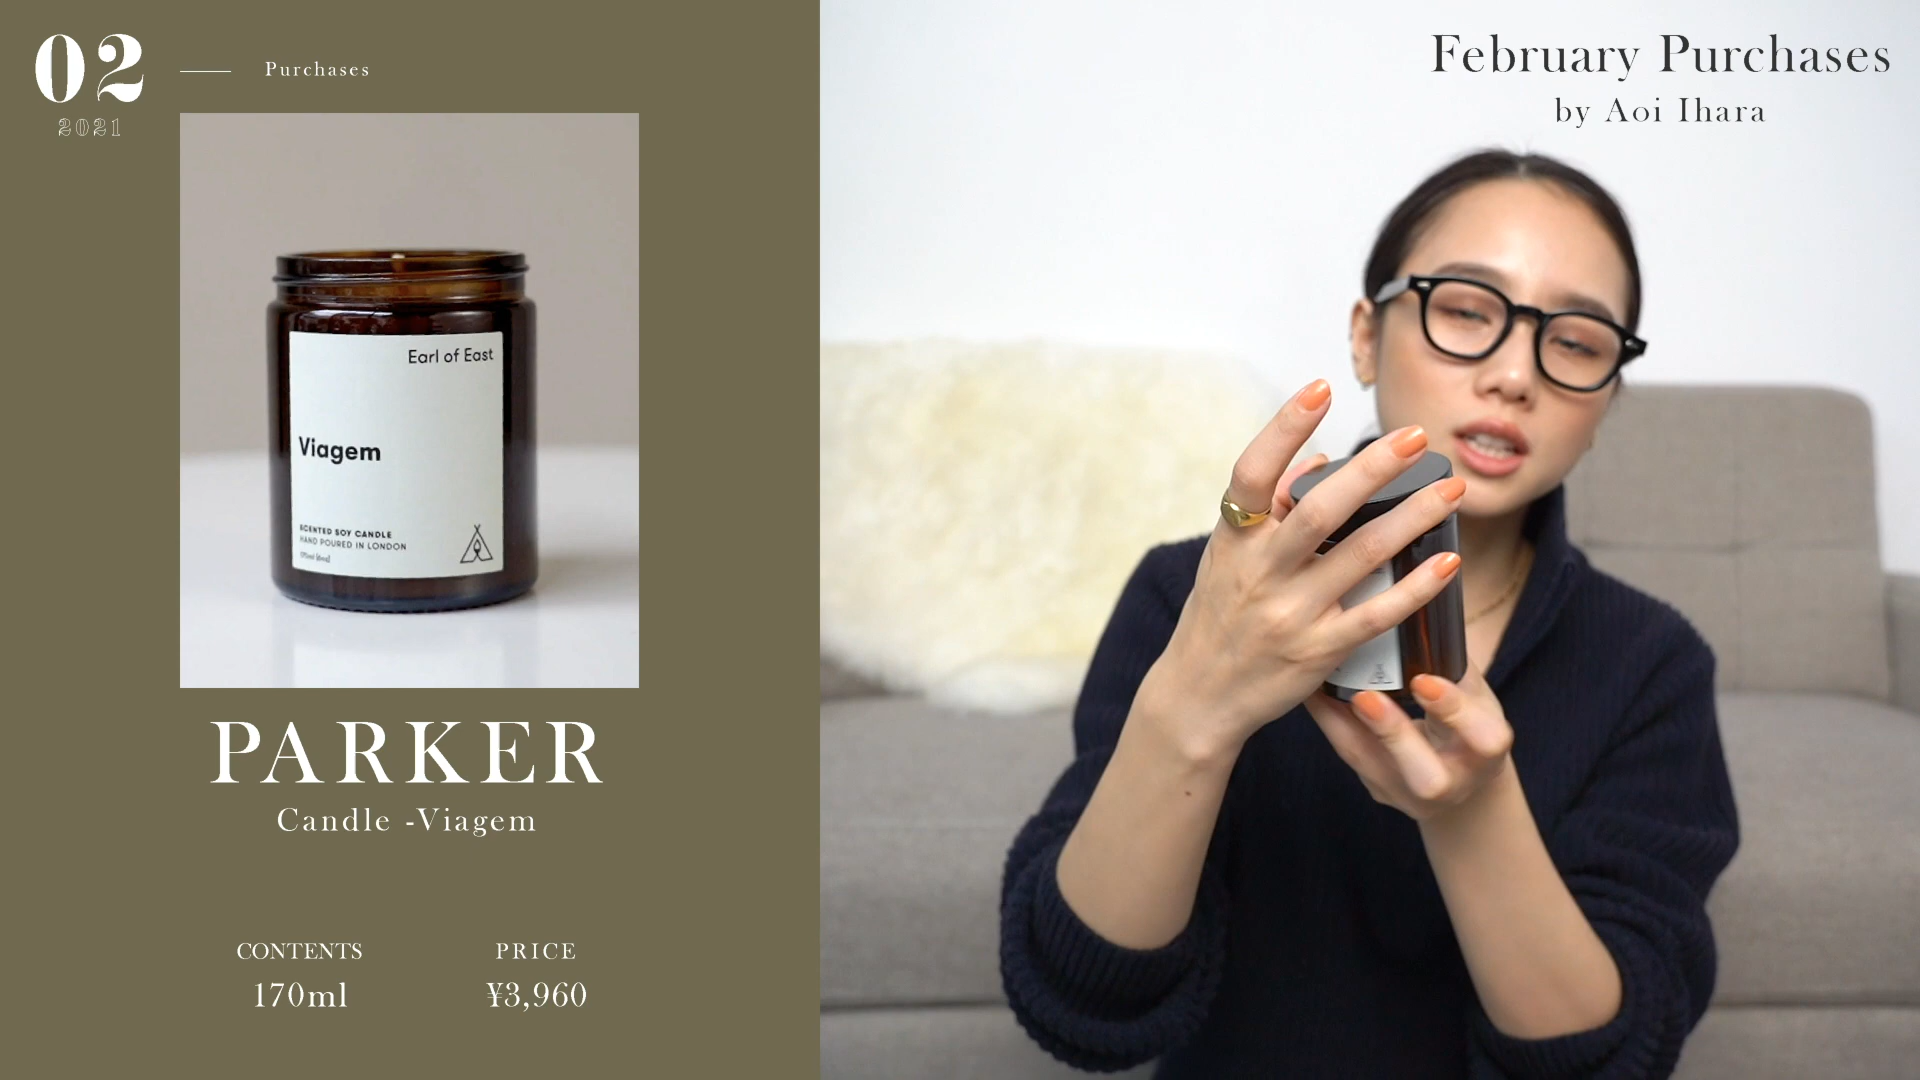 02
2021
Purchases
Earl of East
Viagem
SCENTED SOY CANDLE
HAND POURED IN LONDON
PARKER
Candle -Viagem
CONTENTS
170ml
PRICE
¥3,960
February Purchases
by Aoi Ihara